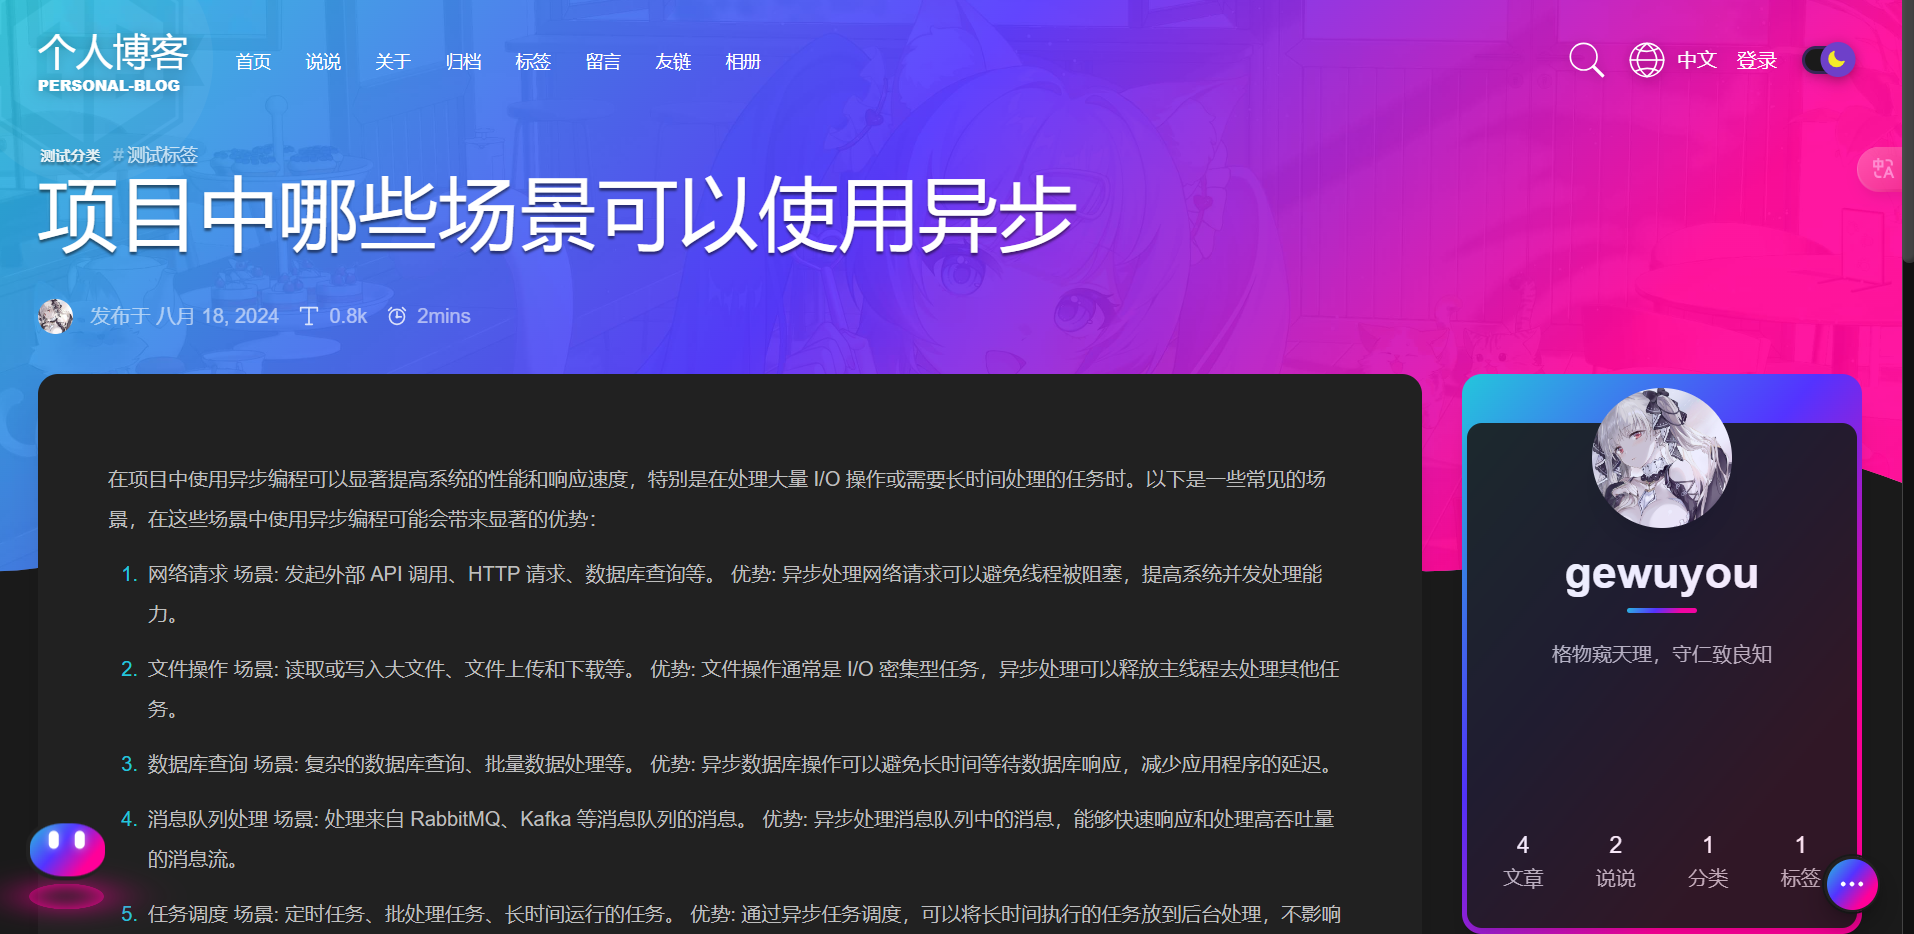 个人博客
PERSONAL-BLOG
首页 说说 关于 归档 标签 留言 友链 相册
中文 登录
测试分类 #测试标签
项目中哪些场景可以使用异步
发布于 八月 18, 2024 0.8k 2mins
在项目中使用异步编程可以显著提高系统的性能和响应速度，特别是在处理大量 I/O 操作或需要长时间处理的任务时。以下是一些常见的场
景，在这些场景中使用异步编程可能会带来显著的优势：
1. 网络请求 场景: 发起外部 API 调用、HTTP 请求、数据库查询等。 优势: 异步处理网络请求可以避免线程被阻塞，提高系统并发处理能
力。
2. 文件操作 场景: 读取或写入大文件、文件上传和下载等。 优势: 文件操作通常是 I/O 密集型任务，异步处理可以释放主线程去处理其他任
务。
3. 数据库查询 场景: 复杂的数据库查询、批量数据处理等。 优势: 异步数据库操作可以避免长时间等待数据库响应，减少应用程序的延迟。
4. 消息队列处理 场景: 处理来自 RabbitMQ、Kafka 等消息队列的消息。 优势: 异步处理消息队列中的消息，能够快速响应和处理高吞吐量
的消息流。
5. 任务调度 场景: 定时任务、批处理任务、长时间运行的任务。 优势: 通过异步任务调度，可以将长时间执行的任务放到后台处理，不影响
gewuyou
格物窥天理，守仁致良知
4 2 1 1
文章 说说 分类 标签